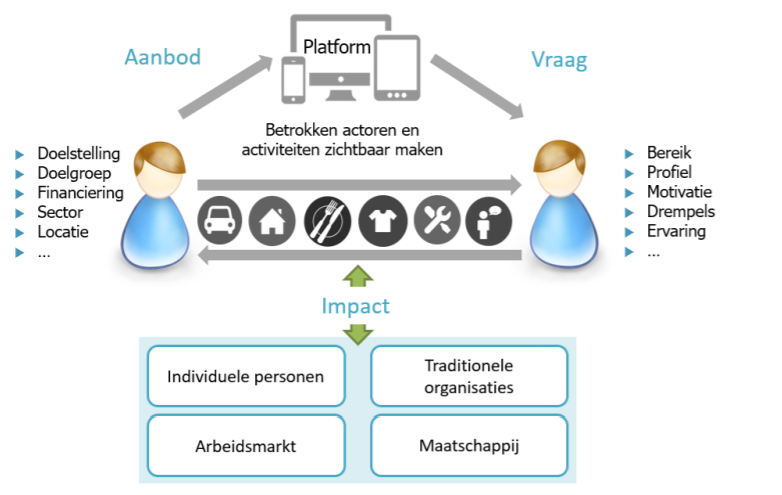 Aanbod
Platform
Vraag
Betrokken actoren en
activiteiten zichtbaar maken
Doelstelling
Doelgroep
Financiering
Sector
Locatie
...
Bereik
Profiel
Motivatie
Drempels
Ervaring
...
Impact
Individuele personen
Traditionele
organisaties
Arbeidsmarkt
Maatschappij